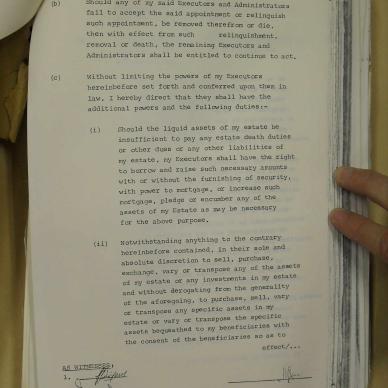 (b) Should any of my said Executors and Administrators
fail to accept the said appointment or relinguish
such appointment, be removed therefrom or die,
then with effect from such relinguishment,
removal or death, the remaining Executors and
Administrators shall be entitled to continue to act.
(c) Without limiting the powers of my Executors
hereinbefore set forth and conferred upon them in
law, I hereby direct that they shall have the
additional powers and the following duties:-
(i) Should the liquid assets of my estate be
insufficient to pay any estate death duties
or other dues or any other liabilities of
my estate, my Executors shall have the right
to borrow and raise such necessary amounts
with or without the furnishing of security,
with power to mortgage, or increase such
mortgage, pledge or encumber any of the
assets of my Estate as may be necessary
for the above purpose.
(ii) Notwithstanding anything to the contrary
hereinbefore contained, in their sole and
absolute discretion to sell, purchase,
exchange, vary or transpose any of the assets
of my estate or any investments in my estate
and without derogating from the generality
of the aforegoing, to purchase, sell, vary
or transpose any specific assets in my
estate or vary or transpose the specific
assets bequeathed to my beneficiaries with
the consent of the beneficiaries so as to
effect/...
AS WITNESSES:
1.